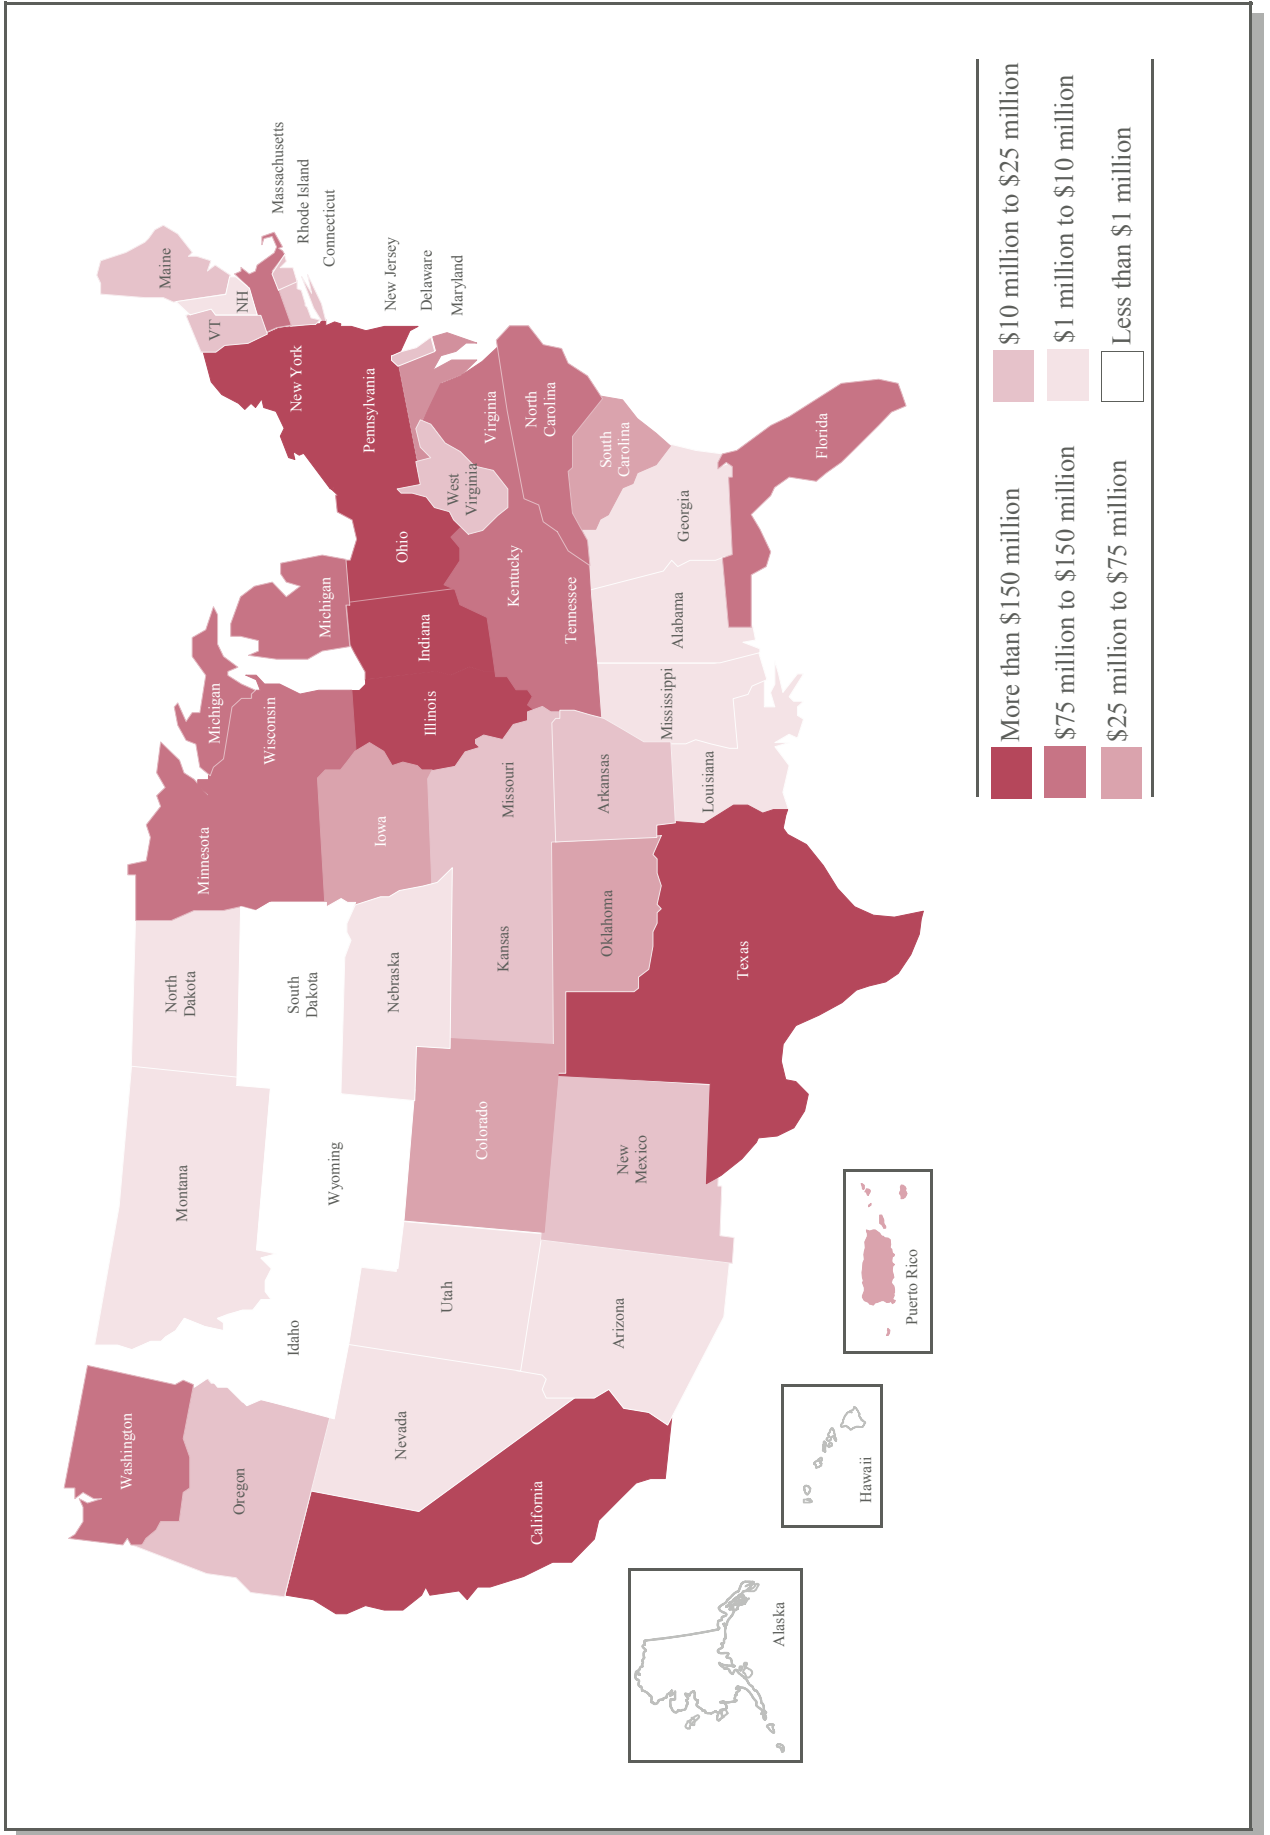 Washington
Montana
North
Dakota
Minnesota
Michigan
VT
NH
Maine
Massachusetts
Rhode Island
Connecticut
Oregon
Idaho
Wyoming
South
Dakota
Wisconsin
Michigan
New York
Nevada
Utah
Nebraska
Iowa
Illinois
Indiana
Ohio
Pennsylvania
New Jersey
Delaware
Maryland
California
Colorado
Kansas
Missouri
Kentucky
West
Virginia
Virginia
Arizona
New
Mexico
Oklahoma
Arkansas
Tennessee
North
Carolina
South
Carolina
Texas
Louisiana
Mississippi
Alabama
Georgia
Florida
Alaska
Hawaii
Puerto Rico
More than $150 million
$75 million to $150 million
$25 million to $75 million
$10 million to $25 million
$1 million to $10 million
Less than $1 million